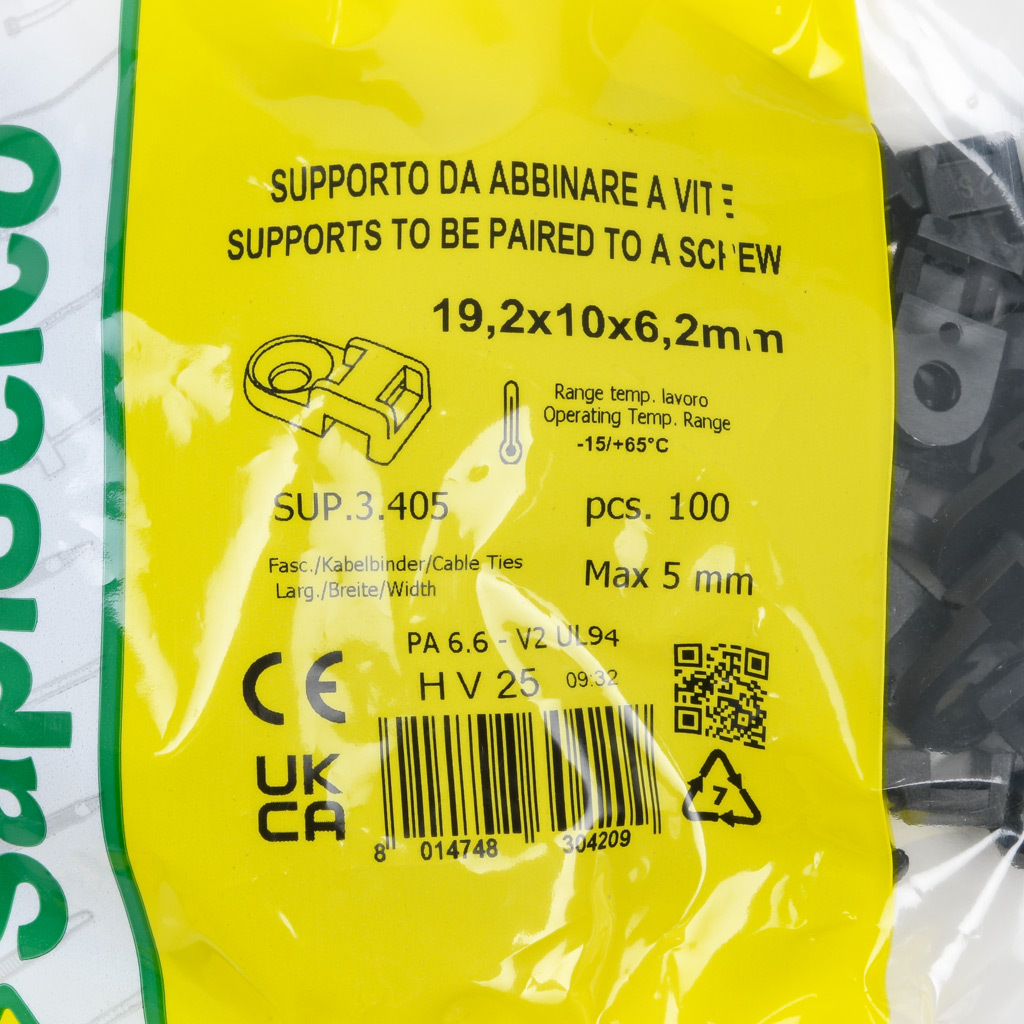 sapiselco
SUPPORTO DA ABBINARE A VITE
SUPPORTS TO BE PAIRED TO A SCREW
19,2x10x6,2mm
Range temp. lavoro
Operating Temp. Range
-15/+65°C
SUP.3.405
pcs. 100
Fasc./Kabelbinder/Cable Ties
Larg./Breite/Width
Max 5 mm
PA 6.6 - V2 UL94
CE
H V 25 09:32
UK
CA
7
8 014748 304209